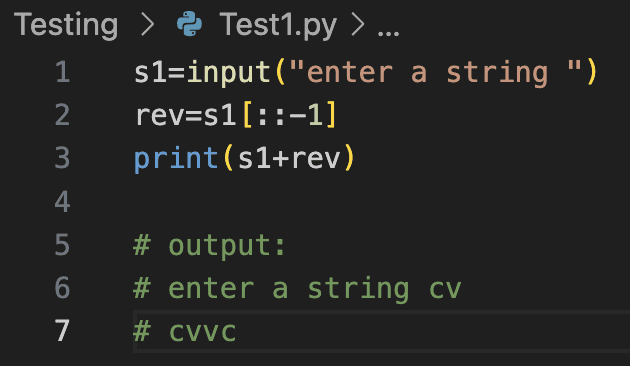 Testing > Test1.py > ...
1 s1=input("enter a string ")
2 rev=s1[::-1]
3 print(s1+rev)
4
5 # output:
6 # enter a string cv
7 # cvvc